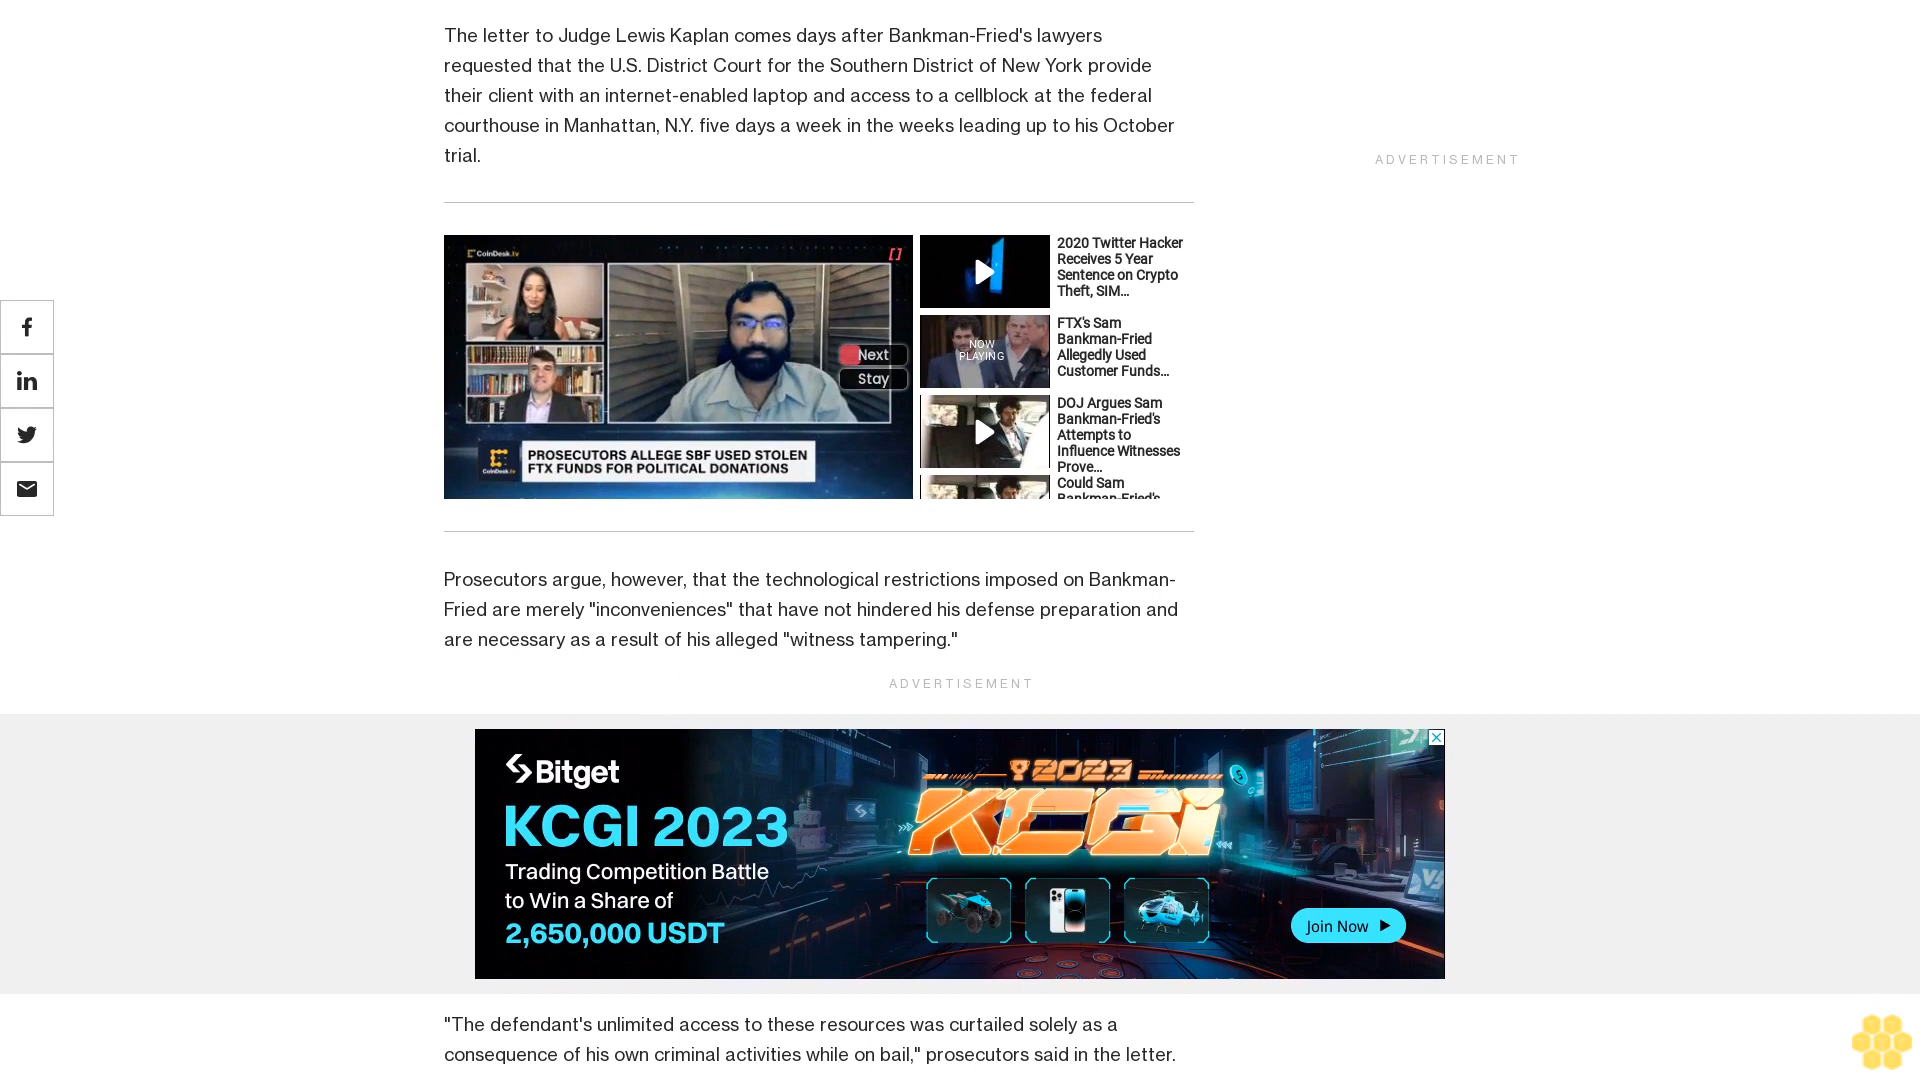 The letter to Judge Lewis Kaplan comes days after Bankman-Fried's lawyers
requested that the U.S. District Court for the Southern District of New York provide
their client with an internet-enabled laptop and access to a cellblock at the federal
courthouse in Manhattan, N.Y. five days a week in the weeks leading up to his October
trial.
ADVERTISEMENT
CoinDesk.tv
Next
Stay
CoinDesk.tv
PROSECUTORS ALLEGE SBF USED STOLEN
FTX FUNDS FOR POLITICAL DONATIONS
2020 Twitter Hacker
Receives 5 Year
Sentence on Crypto
Theft, SIM...
NOW
PLAYING
FTX's Sam
Bankman-Fried
Allegedly Used
Customer Funds...
DOJ Argues Sam
Bankman-Fried's
Attempts to
Influence Witnesses
Prove...
Could Sam
Bankman-Fried's
Prosecutors argue, however, that the technological restrictions imposed on Bankman-
Fried are merely "inconveniences" that have not hindered his defense preparation and
are necessary as a result of his alleged "witness tampering."
ADVERTISEMENT
Bitget
KCGI 2023
Trading Competition Battle
to Win a Share of
2,650,000 USDT
2023
KCGI
VS
Join Now
"The defendant's unlimited access to these resources was curtailed solely as a
consequence of his own criminal activities while on bail," prosecutors said in the letter.